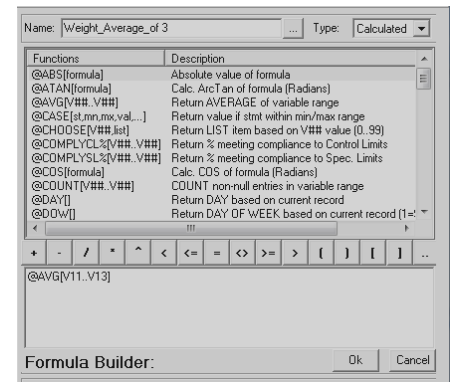 Name: Weight_Average_of 3 ... Type: Calculated
Functions Description
@ABS[formula] Absolute value of formula
@ATAN[formula] Calc. ArcTan of formula (Radians)
@AVG[V##..V##] Return AVERAGE of variable range
@CASE[st,mn,mx,val,...] Return value if stmt within min/max range
@CHOOSE[V##,list] Return LIST item based on V## value (0..99)
@COMPLYCL%[V##..V##] Return % meeting compliance to Control Limits
@COMPLYSL%[V##..V##] Return % meeting compliance to Spec. Limits
@COS[formula] Calc. COS of formula (Radians)
@COUNT[V##..V##] COUNT non-null entries in variable range
@DAY[] Return DAY based on current record
@DOW[] Return DAY OF WEEK based on current record (1=
+ - / * ^ < <= = <> >= > ( ) [ ] ..
@AVG[V11..V13]
Formula Builder: Ok Cancel